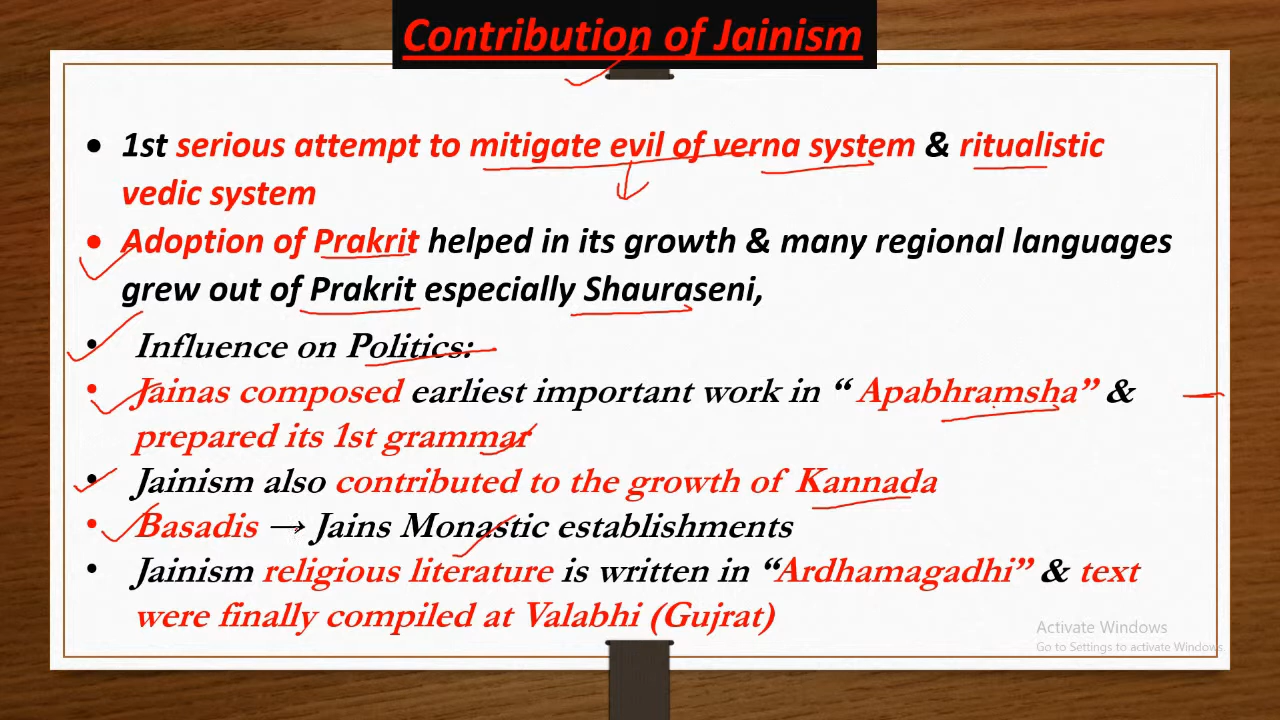 Contribution of Jainism
• 1st serious attempt to mitigate evil of verna system & ritualistic
vedic system
• Adoption of Prakrit helped in its growth & many regional languages
grew out of Prakrit especially Shauraseni,
• Influence on Politics:
• Jainas composed earliest important work in “ Apabhramsha” &
prepared its 1st grammar
• Jainism also contributed to the growth of Kannada
• Basadis → Jains Monastic establishments
• Jainism religious literature is written in “Ardhamagadhi” & text
were finally compiled at Valabhi (Gujrat)
Activate Windows
Go to Settings to activate Windows